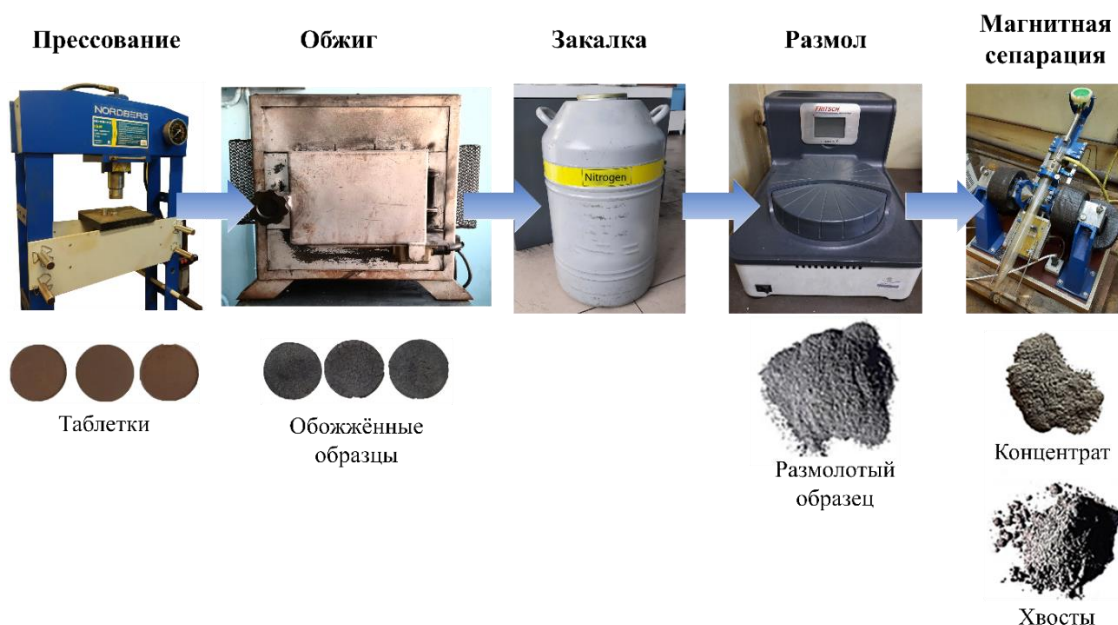 Прессование
Обжиг
Закалка
Размол
Магнитная
сепарация
NORDBERG
Nitrogen
FRITSCH
Таблетки
Обожжённые
образцы
Размолотый
образец
Концентрат
Хвосты